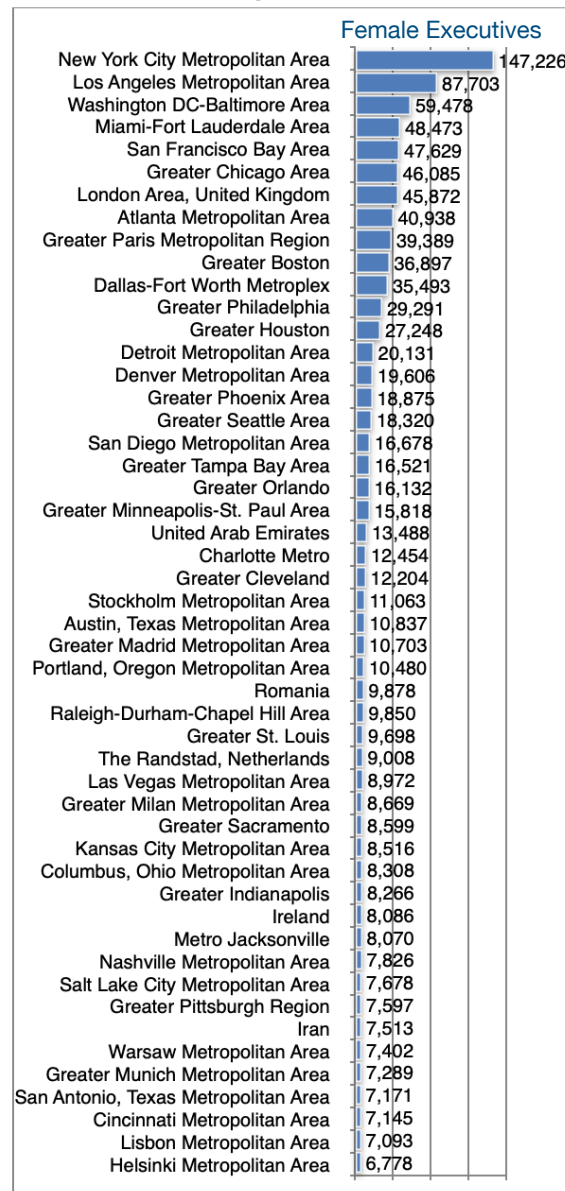 Female Executives
New York City Metropolitan Area 147,226
Los Angeles Metropolitan Area 87,703
Washington DC-Baltimore Area 59,478
Miami-Fort Lauderdale Area 48,473
San Francisco Bay Area 47,629
Greater Chicago Area 46,085
London Area, United Kingdom 45,872
Atlanta Metropolitan Area 40,938
Greater Paris Metropolitan Region 39,389
Greater Boston 36,897
Dallas-Fort Worth Metroplex 35,493
Greater Philadelphia 29,291
Greater Houston 27,248
Detroit Metropolitan Area 20,131
Denver Metropolitan Area 19,606
Greater Phoenix Area 18,875
Greater Seattle Area 18,320
San Diego Metropolitan Area 16,678
Greater Tampa Bay Area 16,521
Greater Orlando 16,132
Greater Minneapolis-St. Paul Area 15,818
United Arab Emirates 13,488
Charlotte Metro 12,454
Greater Cleveland 12,204
Stockholm Metropolitan Area 11,063
Austin, Texas Metropolitan Area 10,837
Greater Madrid Metropolitan Area 10,703
Portland, Oregon Metropolitan Area 10,480
Romania 9,878
Raleigh-Durham-Chapel Hill Area 9,850
Greater St. Louis 9,698
The Randstad, Netherlands 9,008
Las Vegas Metropolitan Area 8,972
Greater Milan Metropolitan Area 8,669
Greater Sacramento 8,599
Kansas City Metropolitan Area 8,516
Columbus, Ohio Metropolitan Area 8,308
Greater Indianapolis 8,266
Ireland 8,086
Metro Jacksonville 8,070
Nashville Metropolitan Area 7,826
Salt Lake City Metropolitan Area 7,678
Greater Pittsburgh Region 7,597
Iran 7,513
Warsaw Metropolitan Area 7,402
Greater Munich Metropolitan Area 7,289
San Antonio, Texas Metropolitan Area 7,171
Cincinnati Metropolitan Area 7,145
Lisbon Metropolitan Area 7,093
Helsinki Metropolitan Area 6,778